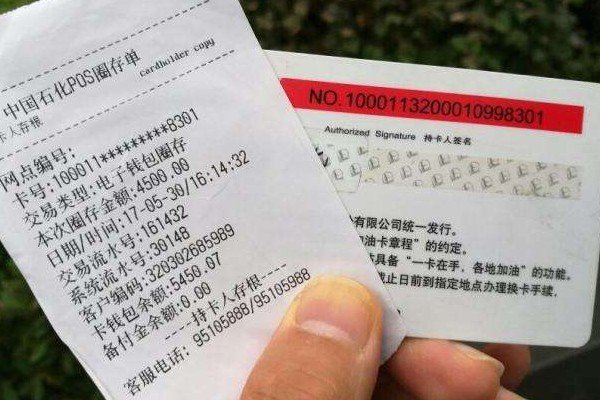 中国石化POS圈存单
cardholder copy
卡人存根
网点编号:
卡号:100011*********8301
交易类型:电子钱包圈存
本次圈存金额:4500.00
日期/时间:17-05-30/16:14:32
交易流水号:161432
系统流水号:30148
客户编码:320302685989
卡钱包余额:5450.07
备付金余额:0.00
----持卡人存根----
客服电话:95105888/95105988
NO. 1000113200010998301
Authorized Signature 持卡人签名
有限公司统一发行。
油卡章程”的约定。
具备“一卡在手，各地加油”的功能。
止日前到指定地点办理换卡手续.